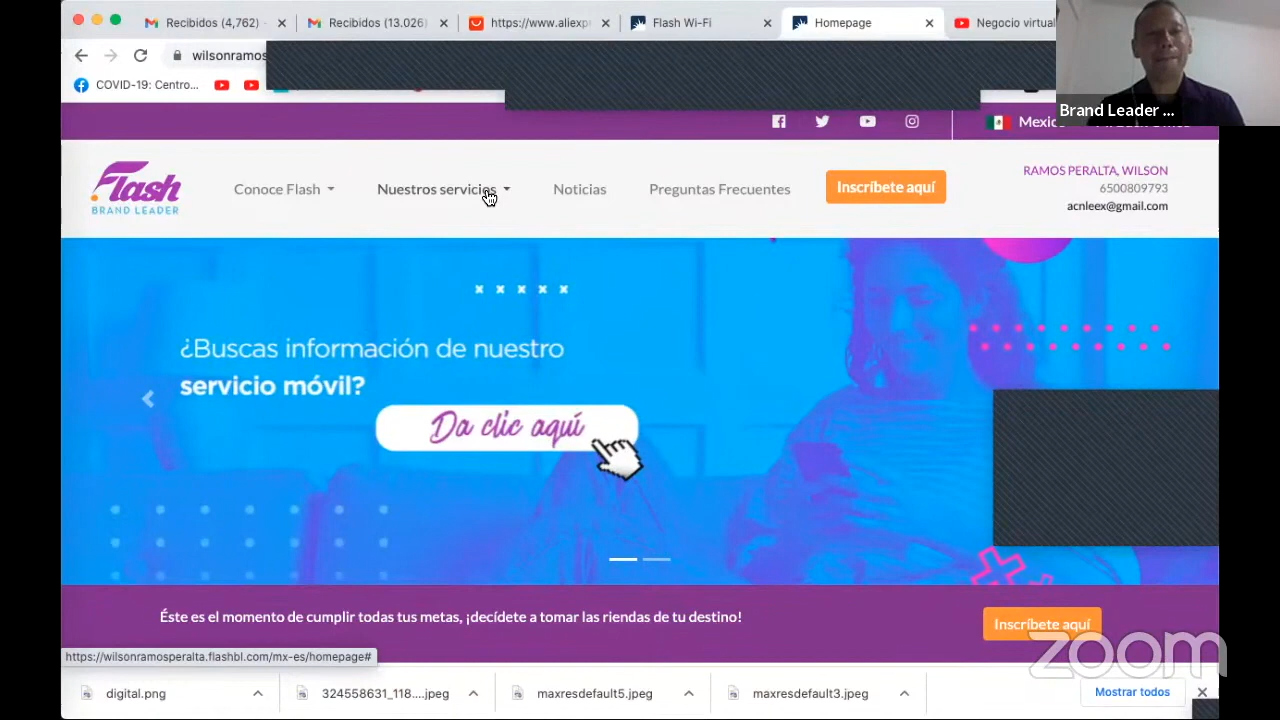 Recibidos (4,762) -
Recibidos (13.026)
https://www.aliexp
Flash Wi-Fi
Homepage
Negocio virtual
wilsonramos
COVID-19: Centro...
Brand Leader ...
Mexico
Flash
BRAND LEADER
Conoce Flash
Nuestros servicios
Noticias
Preguntas Frecuentes
Inscríbete aquí
RAMOS PERALTA, WILSON
6500809793
acnleex@gmail.com
¿Buscas información de nuestro
servicio móvil?
Da clic aquí
Éste es el momento de cumplir todas tus metas, ¡decídete a tomar las riendas de tu destino!
Inscríbete aquí
zoom
https://wilsonramosperalta.flashbl.com/mx-es/homepage#
digital.png
324558631_118....jpeg
maxresdefault5.jpeg
maxresdefault3.jpeg
Mostrar todos